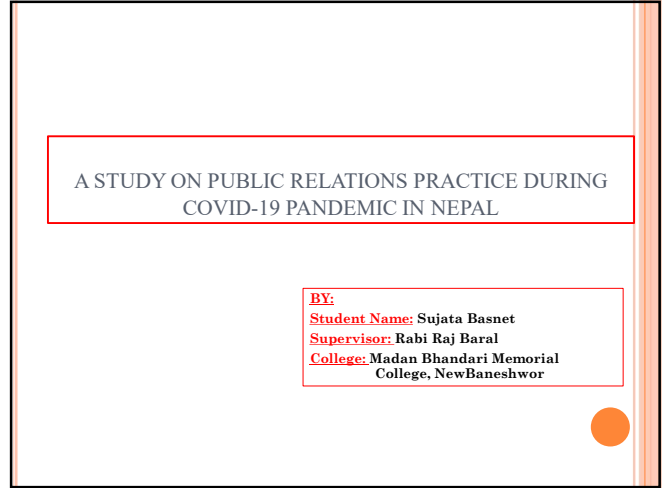 A STUDY ON PUBLIC RELATIONS PRACTICE DURING
COVID-19 PANDEMIC IN NEPAL
BY:
Student Name: Sujata Basnet
Supervisor: Rabi Raj Baral
College: Madan Bhandari Memorial
College, NewBaneshwor